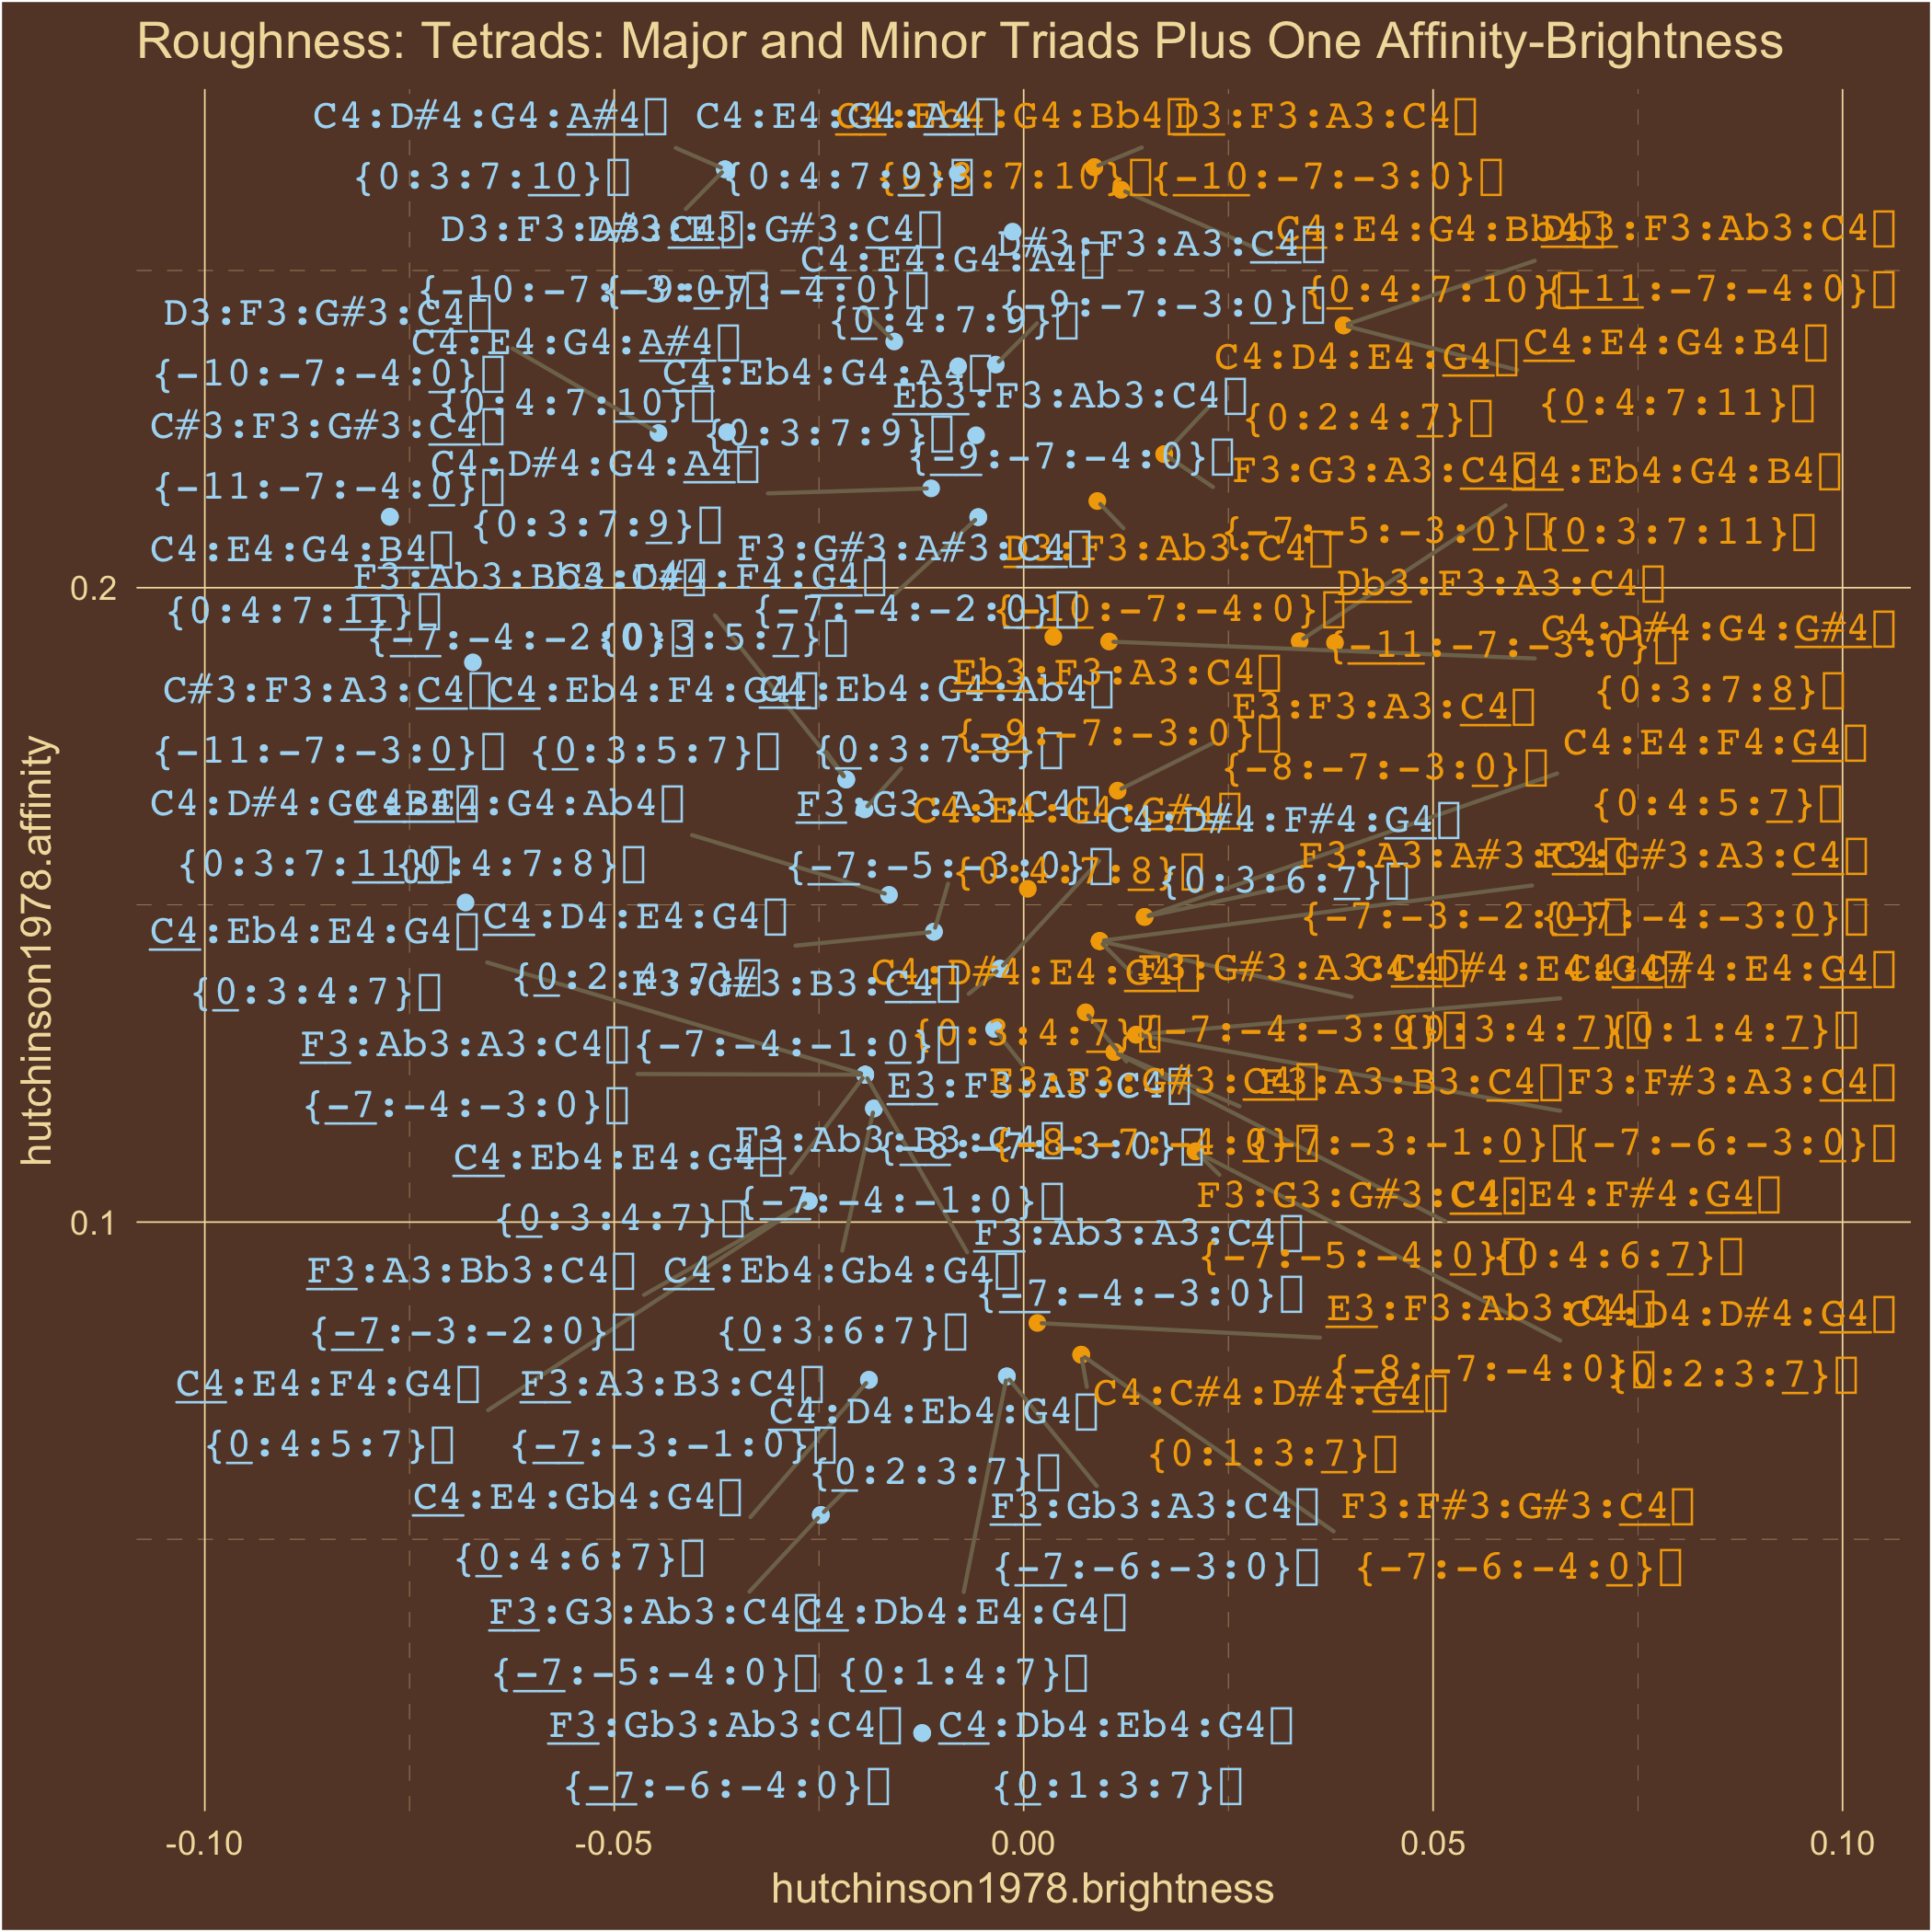 Roughness: Tetrads: Major and Minor Triads Plus One Affinity-Brightness
C4:D#4:G4:A#4
{0:3:7:10}
C4:E4:G4:A4
{0:4:7:9}
C4:Eb4:G4:Bb4
{0:3:7:10}
D3:F3:A3:C4
{-10:-7:-3:0}
D3:F3:A3:C4
{-10:-7:-3:0}
D#3:F3:G#3:C4
{-9:-7:-4:0}
C4:E4:G4:A4
{0:4:7:9}
D#3:F3:A3:C4
{-9:-7:-3:0}
C4:E4:G4:Bb4
{0:4:7:10}
Db3:F3:Ab3:C4
{-11:-7:-4:0}
D3:F3:G#3:C4
{-10:-7:-4:0}
C4:E4:G4:A#4
{0:4:7:10}
C4:Eb4:G4:A4
{0:3:7:9}
Eb3:F3:Ab3:C4
{-9:-7:-4:0}
C4:D4:E4:G4
{0:2:4:7}
C4:E4:G4:B4
{0:4:7:11}
C#3:F3:G#3:C4
{-11:-7:-4:0}
C4:D#4:G4:A4
{0:3:7:9}
F3:G3:A3:C4
{-7:-5:-3:0}
C4:Eb4:G4:B4
{0:3:7:11}
C4:E4:G4:B4
{0:4:7:11}
F3:Ab3:Bb3:C4
{-7:-4:-2:0}
C4:D#4:F4:G4
{0:3:5:7}
F3:G#3:A#3:C4
{-7:-4:-2:0}
D3:F3:Ab3:C4
{-10:-7:-4:0}
Db3:F3:A3:C4
{-11:-7:-3:0}
C4:D#4:G4:G#4
{0:3:7:8}
C#3:F3:A3:C4
{-11:-7:-3:0}
C4:Eb4:F4:G4
{0:3:5:7}
C4:Eb4:G4:Ab4
{0:3:7:8}
Eb3:F3:A3:C4
{-9:-7:-3:0}
E3:F3:A3:C4
{-8:-7:-3:0}
C4:E4:F4:G4
{0:4:5:7}
C4:D#4:G4:B4
{0:3:7:11}
C4:E4:G4:Ab4
{0:4:7:8}
F3:G3:A3:C4
{-7:-5:-3:0}
C4:E4:G4:G#4
{0:4:7:8}
C4:D#4:F#4:G4
{0:3:6:7}
F3:A3:A#3:C4
{-7:-3:-2:0}
F3:G#3:A3:C4
{-7:-4:-3:0}
C4:Eb4:E4:G4
{0:3:4:7}
C4:D4:E4:G4
{0:2:4:7}
F3:G#3:B3:C4
{-7:-4:-1:0}
C4:D#4:E4:G4
{0:3:4:7}
F3:G#3:A3:C4
{-7:-4:-3:0}
C4:D#4:E4:G4
{0:3:4:7}
C4:C#4:E4:G4
{0:1:4:7}
F3:Ab3:A3:C4
{-7:-4:-3:0}
E3:F3:A3:C4
{-8:-7:-3:0}
E3:F3:G#3:C4
{-8:-7:-4:0}
F3:A3:B3:C4
{-7:-3:-1:0}
F3:F#3:A3:C4
{-7:-6:-3:0}
C4:Eb4:E4:G4
{0:3:4:7}
F3:Ab3:B3:C4
{-7:-4:-1:0}
F3:G3:G#3:C4
{-7:-5:-4:0}
C4:E4:F#4:G4
{0:4:6:7}
F3:A3:Bb3:C4
{-7:-3:-2:0}
C4:Eb4:Gb4:G4
{0:3:6:7}
F3:Ab3:A3:C4
{-7:-4:-3:0}
E3:F3:Ab3:C4
{-8:-7:-4:0}
C4:D4:D#4:G4
{0:2:3:7}
C4:E4:F4:G4
{0:4:5:7}
F3:A3:B3:C4
{-7:-3:-1:0}
C4:D4:Eb4:G4
{0:2:3:7}
C4:C#4:D#4:G4
{0:1:3:7}
C4:E4:Gb4:G4
{0:4:6:7}
F3:Gb3:A3:C4
{-7:-6:-3:0}
F3:F#3:G#3:C4
{-7:-6:-4:0}
F3:G3:Ab3:C4
{-7:-5:-4:0}
C4:Db4:E4:G4
{0:1:4:7}
F3:Gb3:Ab3:C4
{-7:-6:-4:0}
C4:Db4:Eb4:G4
{0:1:3:7}
0.2
0.1
hutchinson1978.affinity
-0.10
-0.05
0.00
0.05
0.10
hutchinson1978.brightness